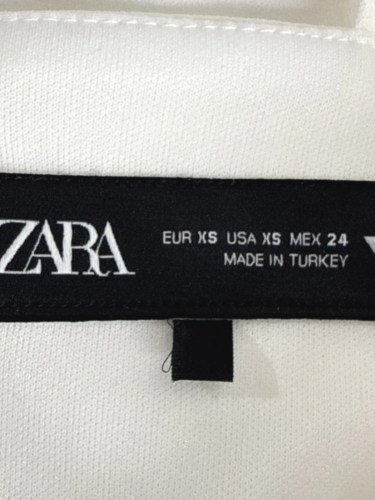 ZARA
EUR XS USA XS MEX 24
MADE IN TURKEY